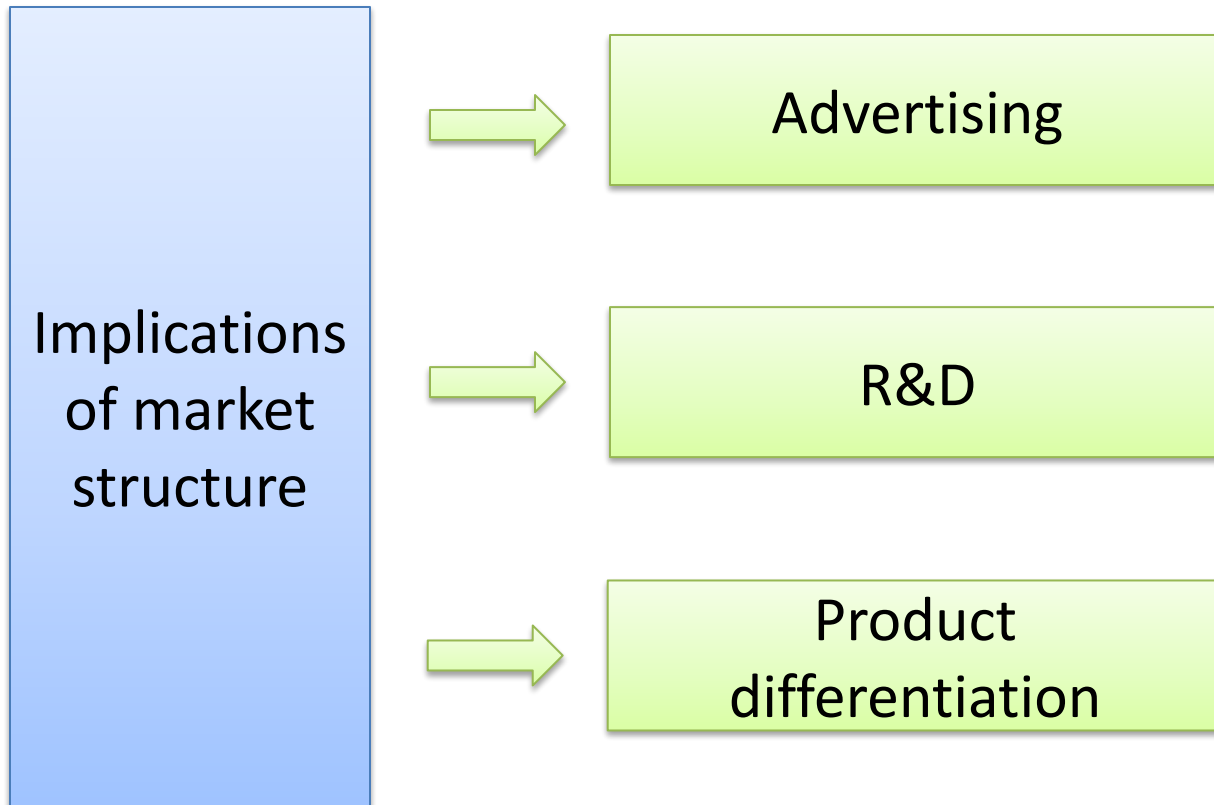 Implications
of market
structure
Advertising
R&D
Product
differentiation